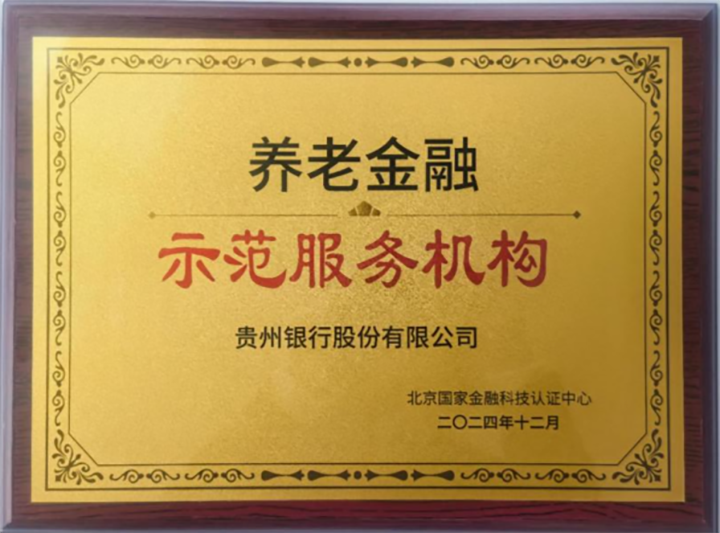 养老金融
示范服务机构
贵州银行股份有限公司
北京国家金融科技认证中心
二〇二四年十二月